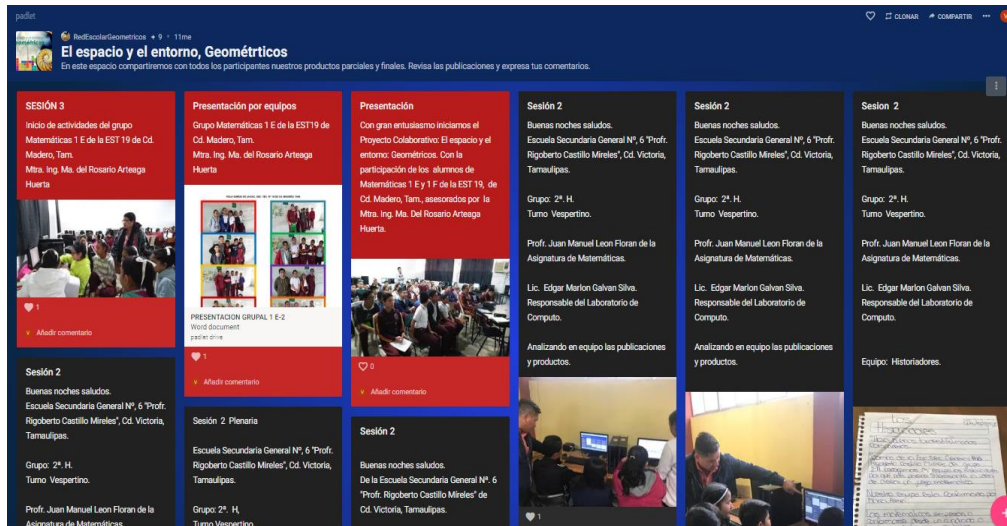 padlet
CLONAR
COMPARTIR
RedEscolarGeometricos + 9 • 11me
El espacio y el entorno, Geométrticos
En este espacio compartiremos con todos los participantes nuestros productos parciales y finales. Revisa las publicaciones y expresa tus comentarios.
SESIÓN 3
Inicio de actividades del grupo
Matemáticas 1 E de la EST 19 de Cd.
Madero, Tam.
Mtra. Ing. Ma. del Rosario Arteaga
Huerta
1
Añadir comentario
Sesión 2
Buenas noches saludos.
Escuela Secundaria General Nº, 6 "Profr.
Rigoberto Castillo Mireles", Cd. Victoria,
Tamaulipas.
Grupo: 2ª. H.
Turno Vespertino.
Profr. Juan Manuel Leon Floran de la
Asignatura de Matemáticas.
Presentación por equipos
Grupo Matemáticas 1 E de la EST19 de
Cd. Madero, Tam.
Mtra. Ing. Ma. del Rosario Arteaga
Huerta
PRESENTACION GRUPAL 1 E-2
Word document
padlet drive
1
Añadir comentario
Sesión 2 Plenaria
Escuela Secundaria General Nº, 6 "Profr.
Rigoberto Castillo Mireles", Cd. Victoria,
Tamaulipas.
Grupo: 2ª. H,
Turno Vespertino
Presentación
Con gran entusiasmo iniciamos el
Proyecto Colaborativo: El espacio y el
entorno: Geométricos. Con la
participación de los alumnos de
Matemáticas 1 E y 1 F de la EST 19, de
Cd. Madero, Tam., asesorados por la
Mtra. Ing. Ma. Del Rosario Arteaga
Huerta.
0
Añadir comentario
Sesión 2
Buenas noches saludos.
De la Escuela Secundaria General Nº. 6
"Profr. Rigoberto Castillo Mireles" de
Cd. Victoria, Tamaulipas.
Sesión 2
Buenas noches saludos.
Escuela Secundaria General Nº, 6 "Profr.
Rigoberto Castillo Mireles", Cd. Victoria,
Tamaulipas.
Grupo: 2ª. H.
Turno Vespertino.
Profr. Juan Manuel Leon Floran de la
Asignatura de Matemáticas.
Lic. Edgar Marlon Galvan Silva.
Responsable del Laboratorio de
Computo.
Analizando en equipo las publicaciones
y productos.
1
Sesión 2
Buenas noches saludos.
Escuela Secundaria General Nº, 6 "Profr.
Rigoberto Castillo Mireles", Cd. Victoria,
Tamaulipas.
Grupo: 2ª. H.
Turno Vespertino.
Profr. Juan Manuel Leon Floran de la
Asignatura de Matemáticas.
Lic. Edgar Marlon Galvan Silva.
Responsable del Laboratorio de
Computo.
Analizando en equipo las publicaciones
y productos.
Sesion 2
Buenas noches saludos.
Escuela Secundaria General Nº, 6 "Profr.
Rigoberto Castillo Mireles", Cd. Victoria,
Tamaulipas.
Grupo: 2ª. H.
Turno Vespertino.
Profr. Juan Manuel Leon Floran de la
Asignatura de Matemáticas.
Lic. Edgar Marlon Galvan Silva.
Responsable del Laboratorio de
Computo.
Equipo: Historiadores.